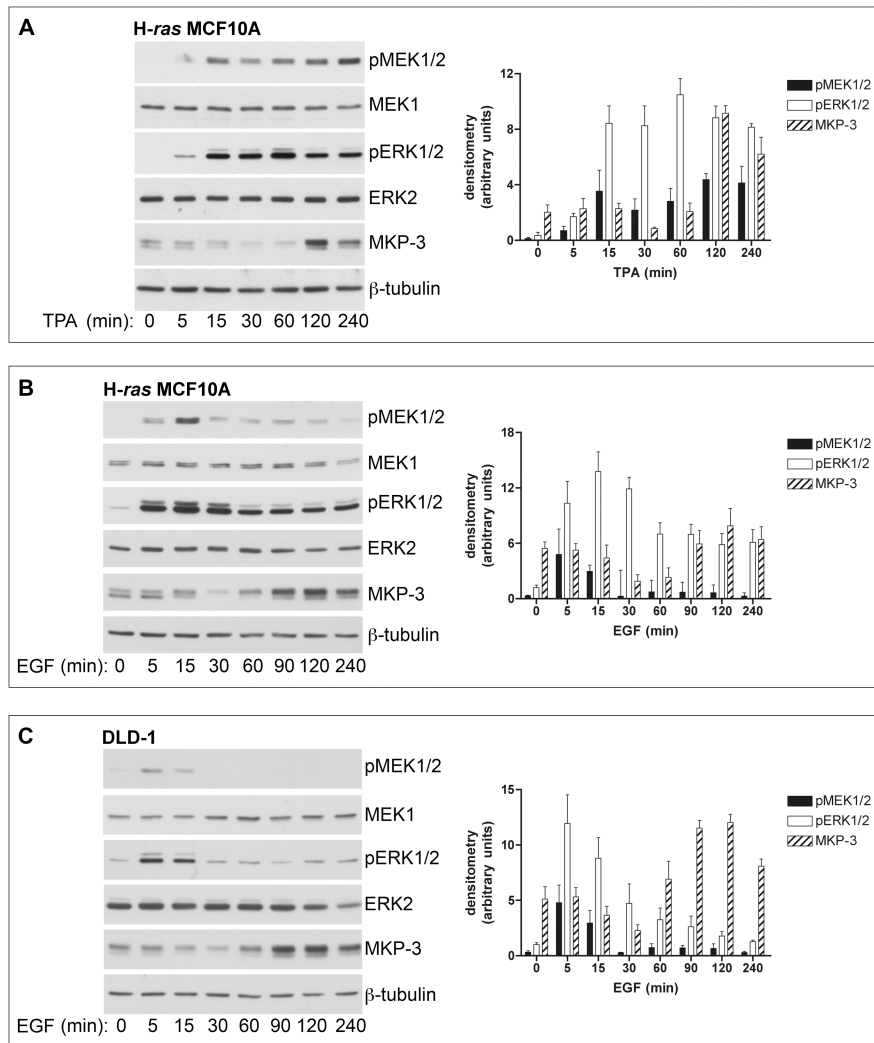 A
H-ras MCF10A
pMEK1/2
MEK1
pERK1/2
ERK2
MKP-3
β-tubulin
TPA (min): 0 5 15 30 60 120 240
densitometry
(arbitrary units)
12
8
4
0
0 5 15 30 60 120 240
TPA (min)
pMEK1/2
pERK1/2
MKP-3
B
H-ras MCF10A
pMEK1/2
MEK1
pERK1/2
ERK2
MKP-3
β-tubulin
EGF (min): 0 5 15 30 60 90 120 240
densitometry
(arbitrary units)
18
12
6
0
0 5 15 30 60 90 120 240
EGF (min)
pMEK1/2
pERK1/2
MKP-3
C
DLD-1
pMEK1/2
MEK1
pERK1/2
ERK2
MKP-3
β-tubulin
EGF (min): 0 5 15 30 60 90 120 240
densitometry
(arbitrary units)
15
10
5
0
0 5 15 30 60 90 120 240
EGF (min)
pMEK1/2
pERK1/2
MKP-3